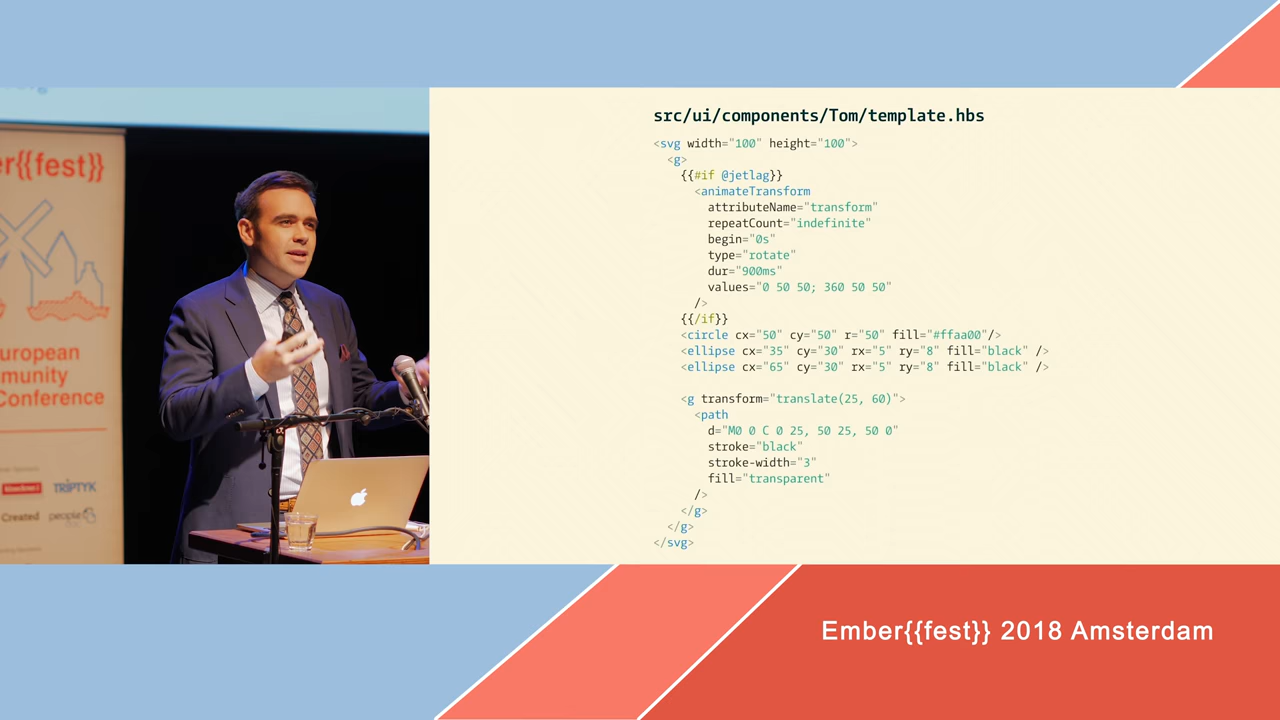 er{{fest}}
uropean
munity
Conference
TRIPTYK
Created
people
src/ui/components/Tom/template.hbs
<svg width="100" height="100">
<g>
{{#if @jetlag}}
<animateTransform
attributeName="transform"
repeatCount="indefinite"
begin="0s"
type="rotate"
dur="900ms"
values="0 50 50; 360 50 50"
/>
{{/if}}
<circle cx="50" cy="50" r="50" fill="#ffaa00"/>
<ellipse cx="35" cy="30" rx="5" ry="8" fill="black" />
<ellipse cx="65" cy="30" rx="5" ry="8" fill="black" />
<g transform="translate(25, 60)">
<path
d="M0 0 C 0 25, 50 25, 50 0"
stroke="black"
stroke-width="3"
fill="transparent"
/>
</g>
</g>
</svg>
Ember{{fest}} 2018 Amsterdam